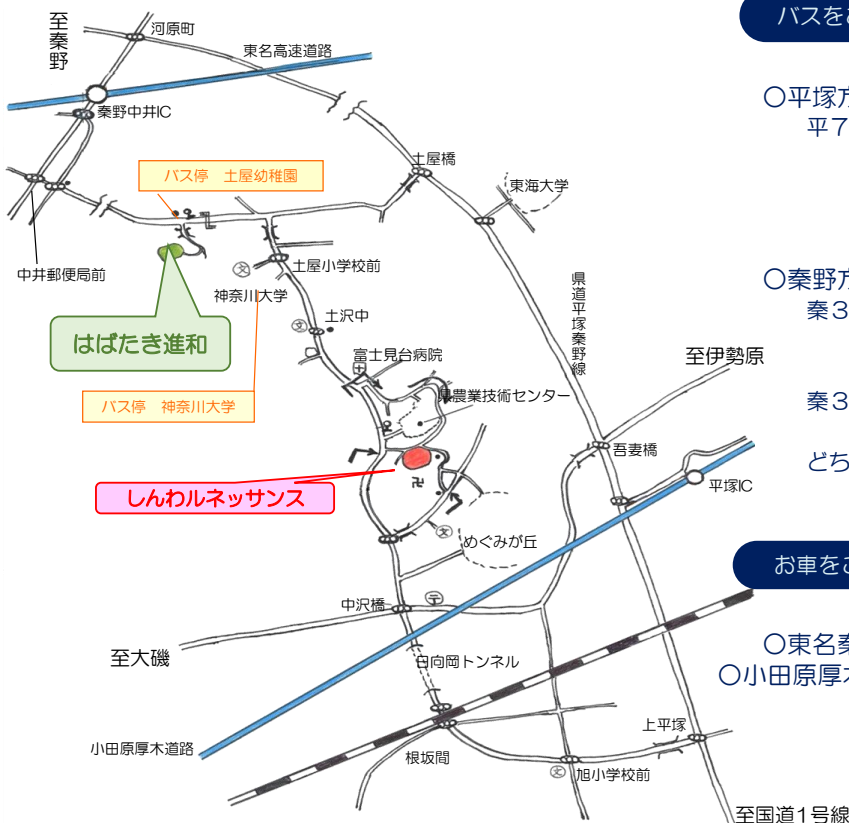 至秦野
河原町
東名高速道路
秦野中井IC
バス停 土屋幼稚園
土屋橋
東海大学
中井郵便局前
土屋小学校前
神奈川大学
はばたき進和
土沢中
県道平塚秦野線
富士見台病院
至伊勢原
バス停 神奈川大学
県農業技術センター
吾妻橋
しんわルネッサンス
卍
平塚IC
めぐみが丘
中沢橋
至大磯
日向岡トンネル
小田原厚木道路
根坂間
上平塚
旭小学校前
至国道1号線
バスをご
〇平塚方
平7
〇秦野方
秦3
秦3
どち
お車をご
〇東名秦
〇小田原厚木